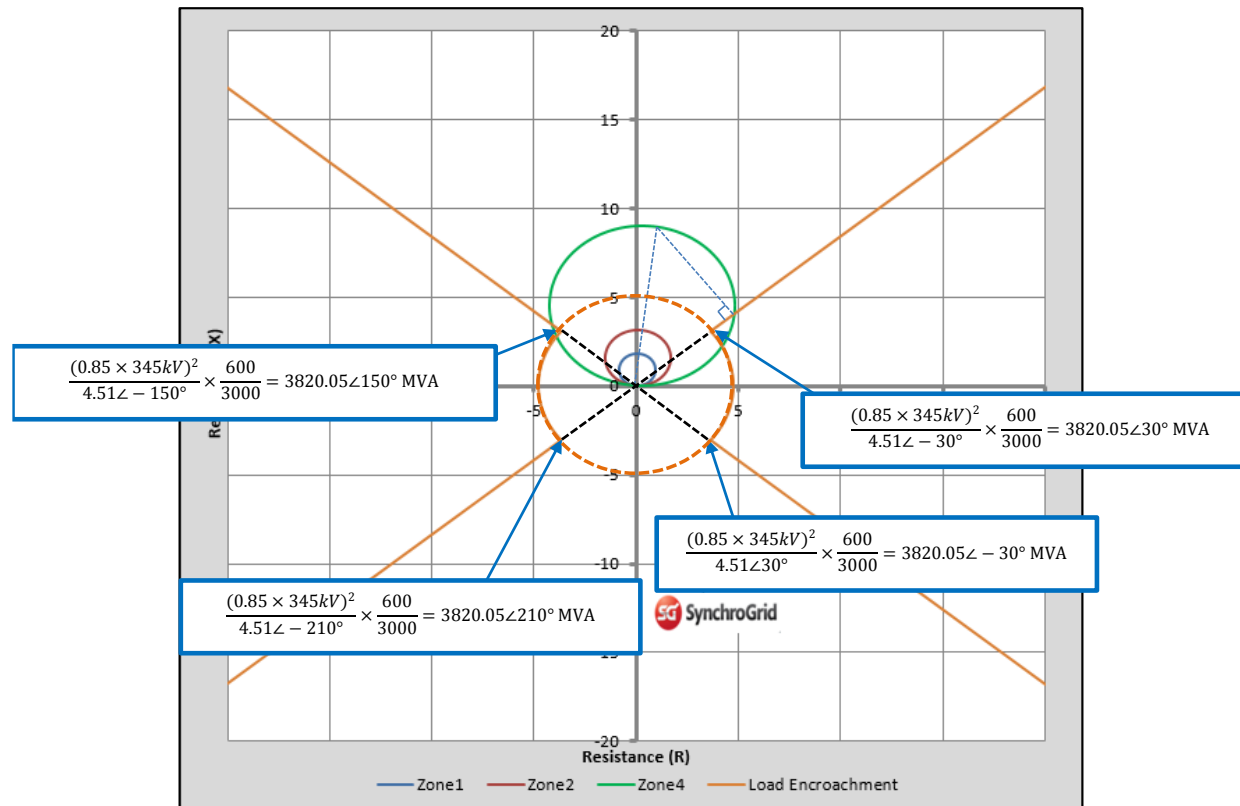 20
15
10
5
0
-5
0
5
-5
-10
-20
Re
X)
(0.85 × 345kV)²
4.51∠ − 150°
× 600
3000
= 3820.05∠150° MVA
(0.85 × 345kV)²
4.51∠ − 30°
× 600
3000
= 3820.05∠30° MVA
(0.85 × 345kV)²
4.51∠30°
× 600
3000
= 3820.05∠ − 30° MVA
(0.85 × 345kV)²
4.51∠ − 210°
× 600
3000
= 3820.05∠210° MVA
SG SynchroGrid
Resistance (R)
Zone1 Zone2 Zone4 Load Encroachment